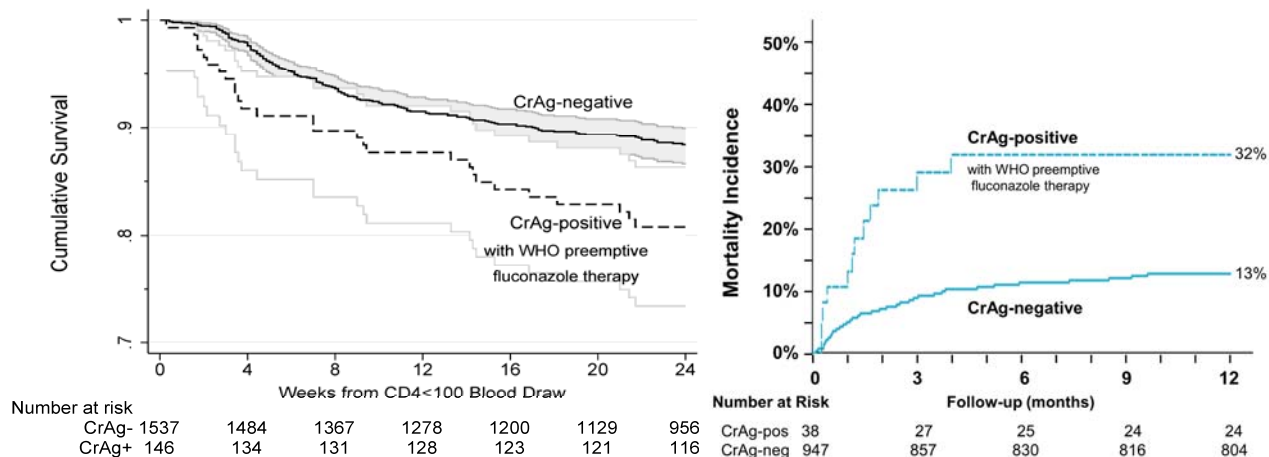 Cumulative Survival
1
.9
.8
.7
CrAg-negative
CrAg-positive
with WHO preemptive
fluconazole therapy
0 4 8 12 16 20 24
Weeks from CD4<100 Blood Draw
Number at risk
CrAg- 1537 1484 1367 1278 1200 1129 956
CrAg+ 146 134 131 128 123 121 116
Mortality Incidence
50%
40%
30%
20%
10%
0%
CrAg-positive
with WHO preemptive
fluconazole therapy
32%
13%
CrAg-negative
0 3 6 9 12
Number at Risk Follow-up (months)
CrAg-pos 38 27 25 24 24
CrAg-neg 947 857 830 816 804